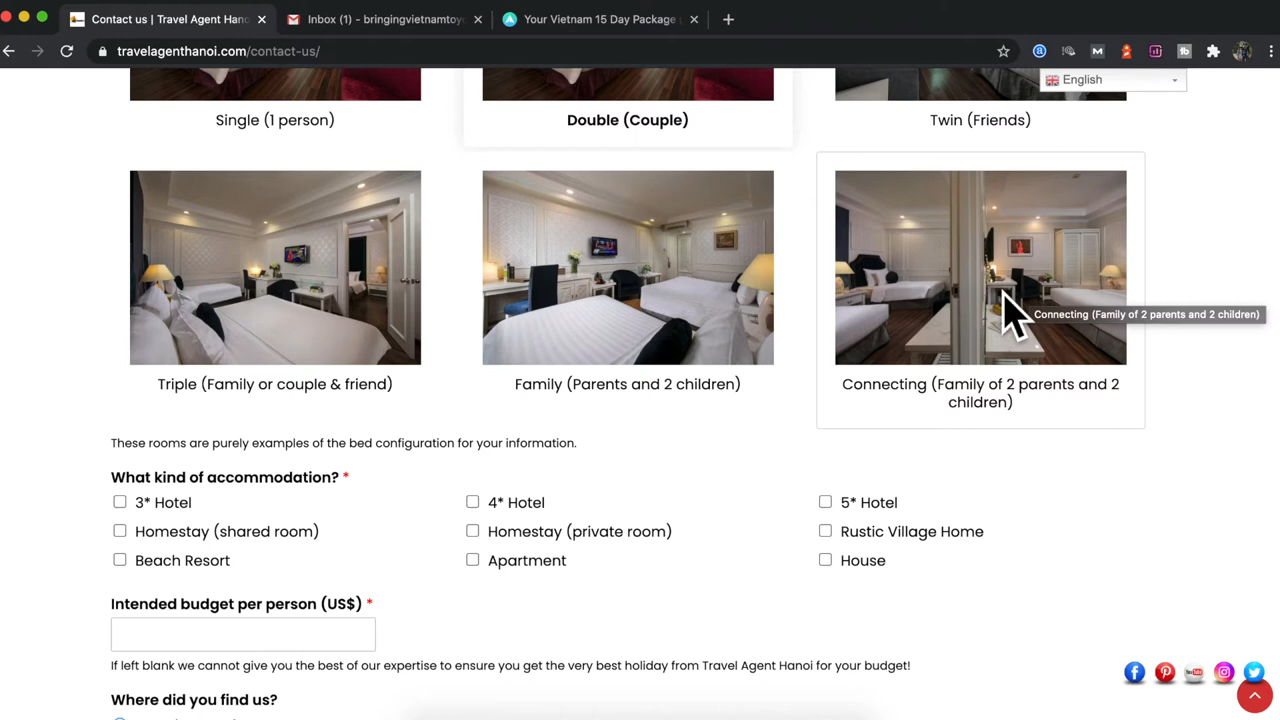 Contact us | Travel Agent Hano
Inbox (1) - bringingvietnamtoyo
Your Vietnam 15 Day Package
travelagenthanoi.com/contact-us/
English
Single (1 person)
Double (Couple)
Twin (Friends)
Triple (Family or couple & friend)
Family (Parents and 2 children)
Connecting (Family of 2 parents and 2 children)
Connecting (Family of 2 parents and 2
children)
These rooms are purely examples of the bed configuration for your information.
What kind of accommodation? *
3* Hotel
4* Hotel
5* Hotel
Homestay (shared room)
Homestay (private room)
Rustic Village Home
Beach Resort
Apartment
House
Intended budget per person (US$) *
If left blank we cannot give you the best of our expertise to ensure you get the very best holiday from Travel Agent Hanoi for your budget!
Where did you find us?